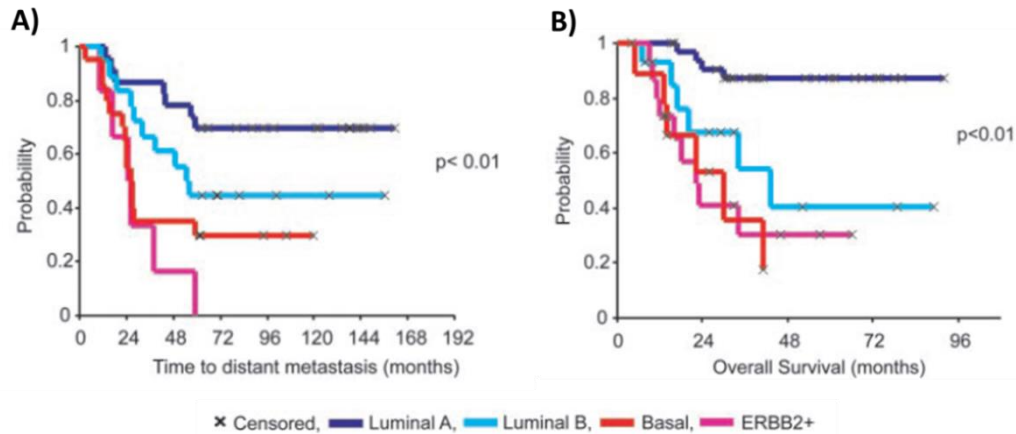 A)
1
0.8
0.6
0.4
0.2
0
Probability
p< 0.01
0 24 48 72 96 120 144 168 192
Time to distant metastasis (months)
B)
1
0.8
0.6
0.4
0.2
0
Probability
p<0.01
0 24 48 72 96
Overall Survival (months)
× Censored, Luminal A, Luminal B, Basal, ERBB2+